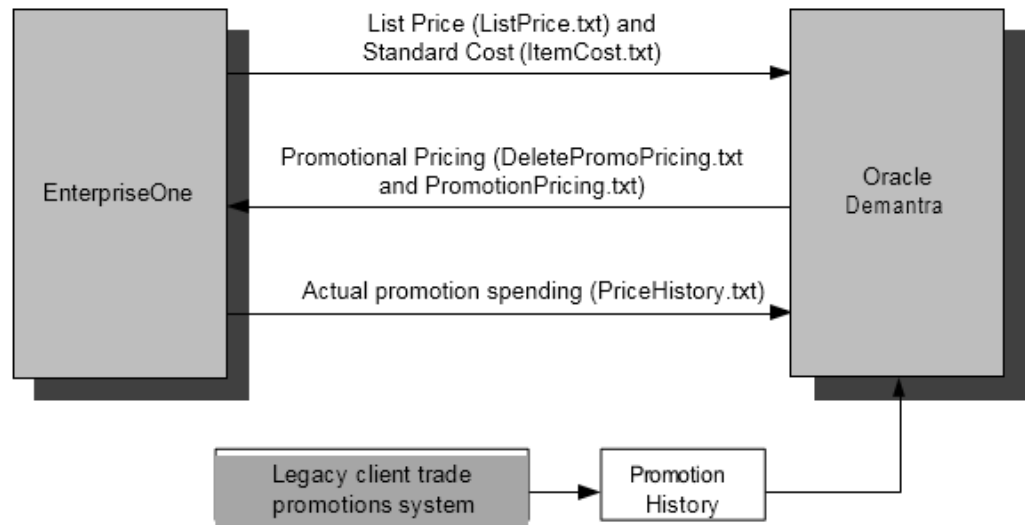 List Price (ListPrice.txt) and
Standard Cost (ItemCost.txt)
Promotional Pricing (DeletePromoPricing.txt
and PromotionPricing.txt)
EnterpriseOne
Oracle
Demantra
Actual promotion spending (PriceHistory.txt)
Legacy client trade
promotions system
Promotion
History